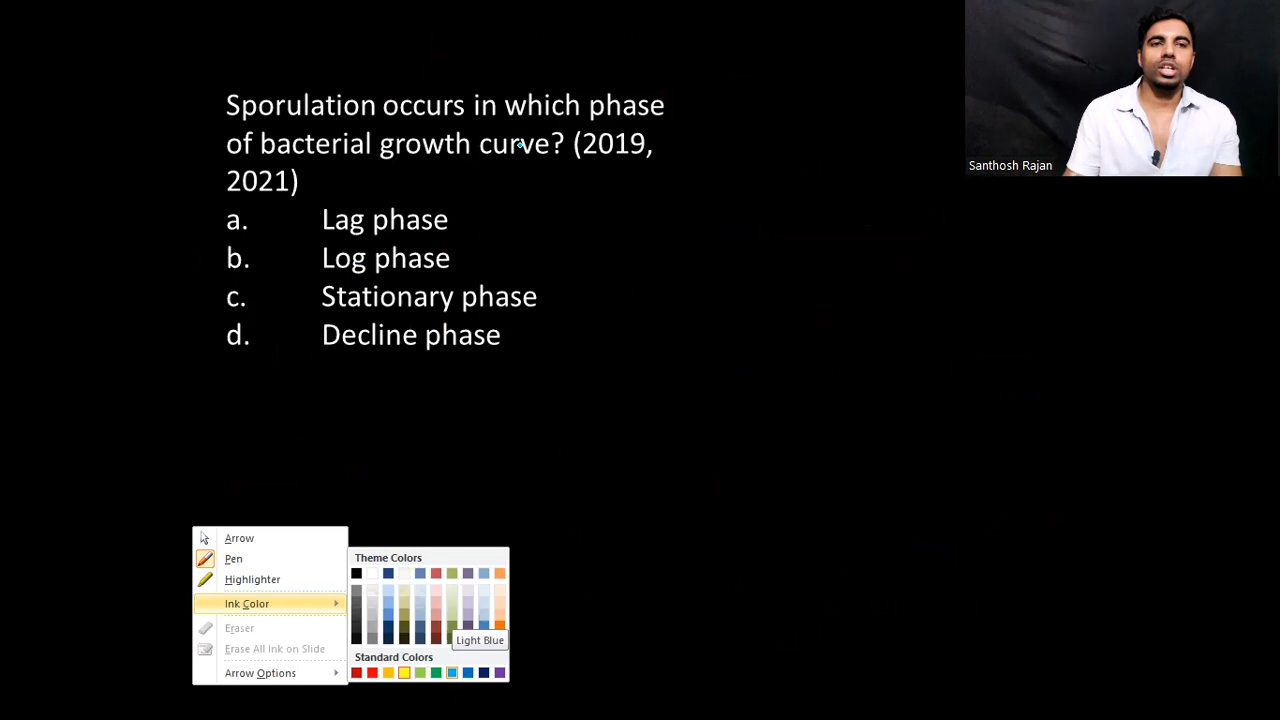 Sporulation occurs in which phase
of bacterial growth curve? (2019,
2021)
a. Lag phase
b. Log phase
c. Stationary phase
d. Decline phase
Santhosh Rajan
Arrow
Pen
Highlighter
Ink Color
Eraser
Erase All Ink on Slide
Arrow Options
Theme Colors
Light Blue
Standard Colors